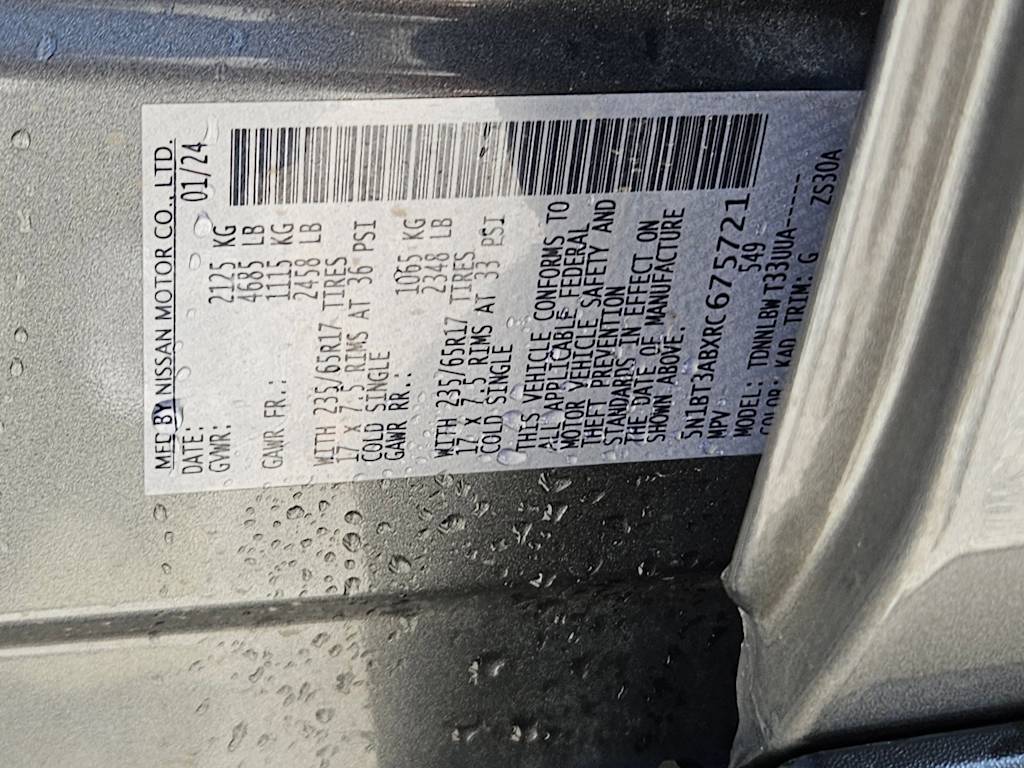 MFD BY NISSAN MOTOR CO., LTD.
DATE: 01/24
GVWR: 2125 KG
4685 LB
GAWR FR.: 1115 KG
2458 LB
WITH 235/65R17 TIRES
17 x 7.5 RIMS AT 36 PSI
COLD SINGLE
GAWR RR.: 1065 KG
2348 LB
WITH 235/65R17 TIRES
17 x 7.5 RIMS AT 33 PSI
COLD SINGLE
THIS VEHICLE CONFORMS TO
ALL APPLICABLE FEDERAL
MOTOR VEHICLE SAFETY AND
THEFT PREVENTION
STANDARDS IN EFFECT ON
THE DATE OF MANUFACTURE
SHOWN ABOVE.
5N1BT3ABXRC675721
MPV 549
MODEL: TDNNLBW T33UUA------
COLOR: KAD TRIM: G ZS30A